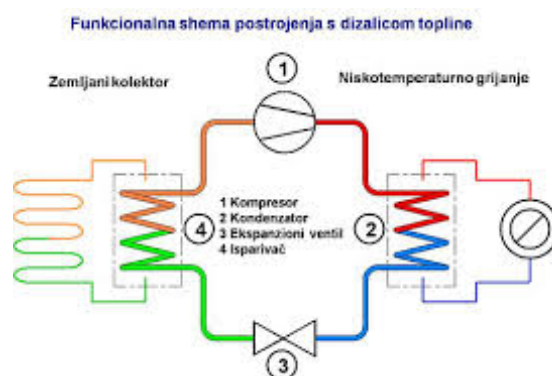 Funkcionalna shema postrojenja s dizalicom topline
1
Zemljani kolektor
Niskotemperaturno grijanje
1 Kompresor
2 Kondenzator
3 Ekspanzioni ventil
4 Isparivač
4
2
3